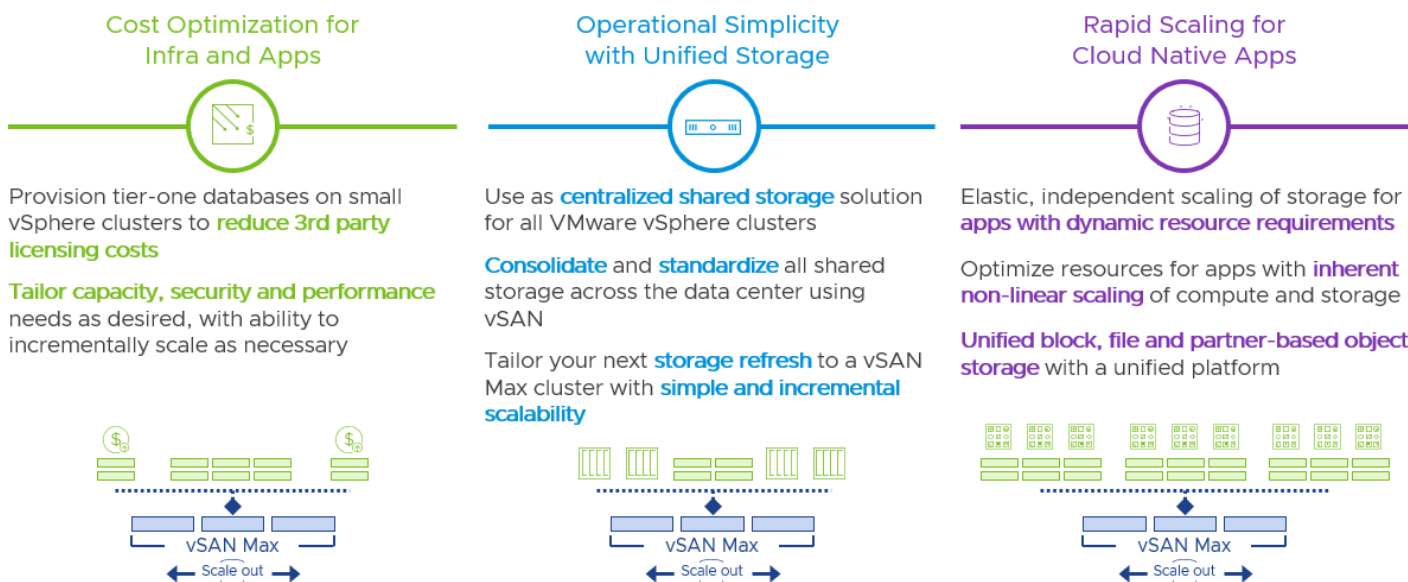 Cost Optimization for
Infra and Apps
$
Provision tier-one databases on small
vSphere clusters to reduce 3rd party
licensing costs
Tailor capacity, security and performance
needs as desired, with ability to
incrementally scale as necessary
$
$
vSAN Max
Scale out
Operational Simplicity
with Unified Storage
Use as centralized shared storage solution
for all VMware vSphere clusters
Consolidate and standardize all shared
storage across the data center using
vSAN
Tailor your next storage refresh to a vSAN
Max cluster with simple and incremental
scalability
vSAN Max
Scale out
Rapid Scaling for
Cloud Native Apps
Elastic, independent scaling of storage for
apps with dynamic resource requirements
Optimize resources for apps with inherent
non-linear scaling of compute and storage
Unified block, file and partner-based object
storage with a unified platform
vSAN Max
Scale out